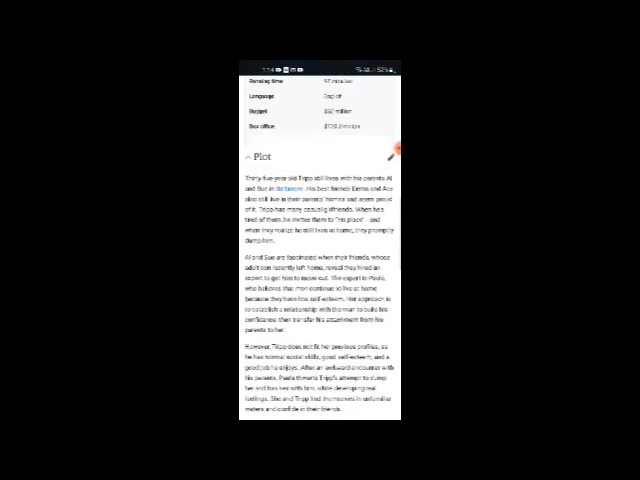 Running time 97 minutes
Language English
Budget $50 million
Box office
Plot
Thirty-five-year-old Tripp still lives with his parents Al
and Sue in Baltimore. His best friends Demo and Ace
also still live in their parents' homes and seem proud
of it. Tripp has many casual girlfriends. When he's
tired of them, he invites them to "his place" - and
when they realize he still lives at home, they promptly
dump him.
Al and Sue are fascinated when their friends, whose
adult son recently left home, reveal they hired an
expert to get him to move out. The expert is Paula,
who believes that men continue to live at home
because they have low self-esteem. Her approach is
to establish a relationship with the man to build his
confidence, then transfer his attachment from his
parents to her.
However, Tripp does not fit her previous profiles, as
he has normal social skills, good self-esteem, and a
good job he enjoys. After an awkward encounter with
his parents, Paula thwarts Tripp's attempt to dump
her and has sex with him, while developing real
feelings. She and Tripp find themselves in unfamiliar
waters and confide in their friends.